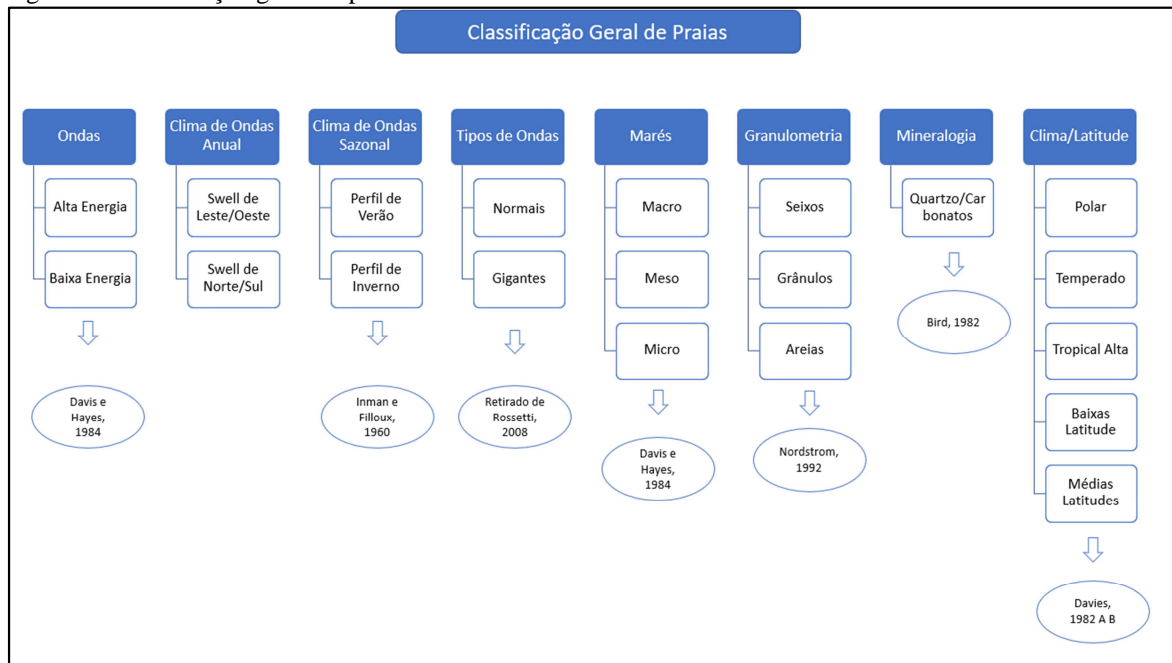 Classificação Geral de Praias
Ondas
Alta Energia
Baixa Energia
Davis e
Hayes,
1984
Clima de Ondas
Anual
Swell de
Leste/Oeste
Swell de
Norte/Sul
Clima de Ondas
Sazonal
Perfil de
Verão
Perfil de
Inverno
Inman e
Filloux,
1960
Tipos de Ondas
Normais
Gigantes
Retirado de
Rossetti,
2008
Marés
Macro
Meso
Micro
Davis e
Hayes,
1984
Granulometria
Seixos
Grânulos
Areias
Nordstrom,
1992
Mineralogia
Quartzo/Car
bonatos
Bird, 1982
Clima/Latitude
Polar
Temperado
Tropical Alta
Baixas
Latitude
Médias
Latitudes
Davies,
1982 A B